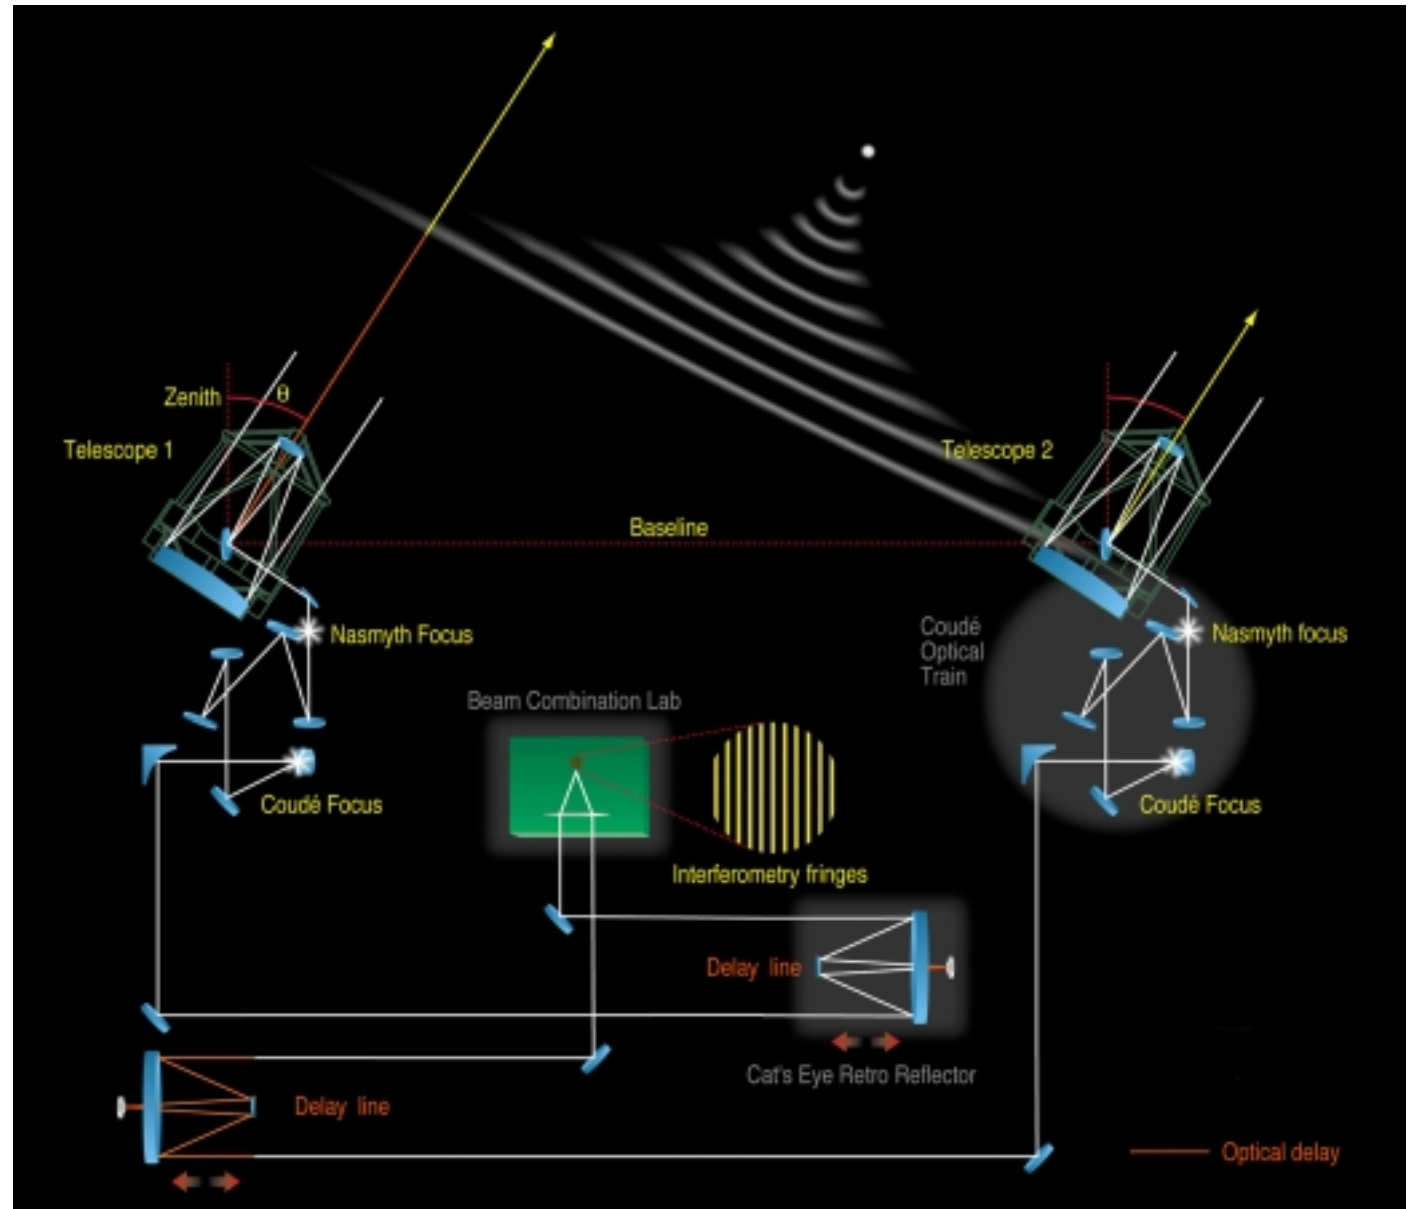 Zenith
θ
Telescope 1
Telescope 2
Baseline
Nasmyth Focus
Coudé
Optical
Train
Nasmyth focus
Beam Combination Lab
Coudé Focus
Coudé Focus
Interferometry fringes
Delay line
Cat's Eye Retro Reflector
Delay line
Optical delay